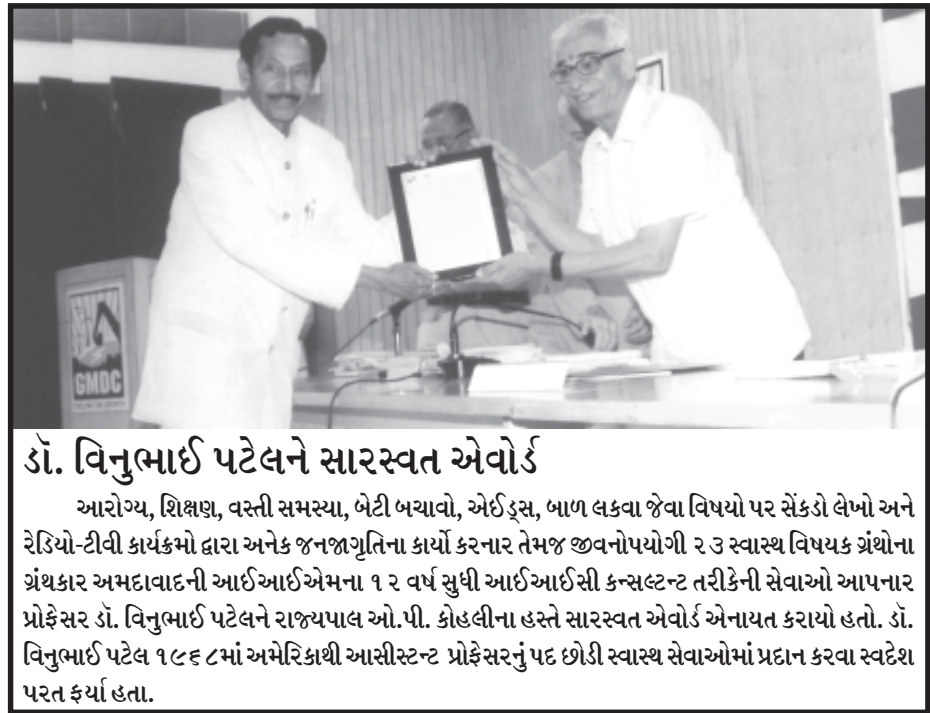 GMDC
ડૉ. વિનુભાઈ પટેલને સારસ્વત એવોર્ડ
આરોગ્ય, શિક્ષણ, વસ્તી સમસ્યા, બેટી બચાવો, એઈડ્સ, બાળ લકવા જેવા વિષયો પર સેંકડો લેખો અને
રેડિયો-ટીવી કાર્યક્રમો દ્વારા અનેક જનજાગૃતિના કાર્યો કરનાર તેમજ જીવનોપયોગી ૨૩ સ્વાસ્થ વિષયક ગ્રંથોના
ગ્રંથકાર અમદાવાદની આઈઆઈએમના ૧૨ વર્ષ સુધી આઈઆઈસી કન્સલ્ટન્ટ તરીકેની સેવાઓ આપનાર
પ્રોફેસર ડૉ. વિનુભાઈ પટેલને રાજ્યપાલ ઓ.પી. કોહલીના હસ્તે સારસ્વત એવોર્ડ એનાયત કરાયો હતો. ડૉ.
વિનુભાઈ પટેલ ૧૯૬૮માં અમેરિકાથી આસીસ્ટન્ટ પ્રોફેસરનું પદ છોડી સ્વાસ્થ સેવાઓમાં પ્રદાન કરવા સ્વદેશ
પરત ફર્યા હતા.